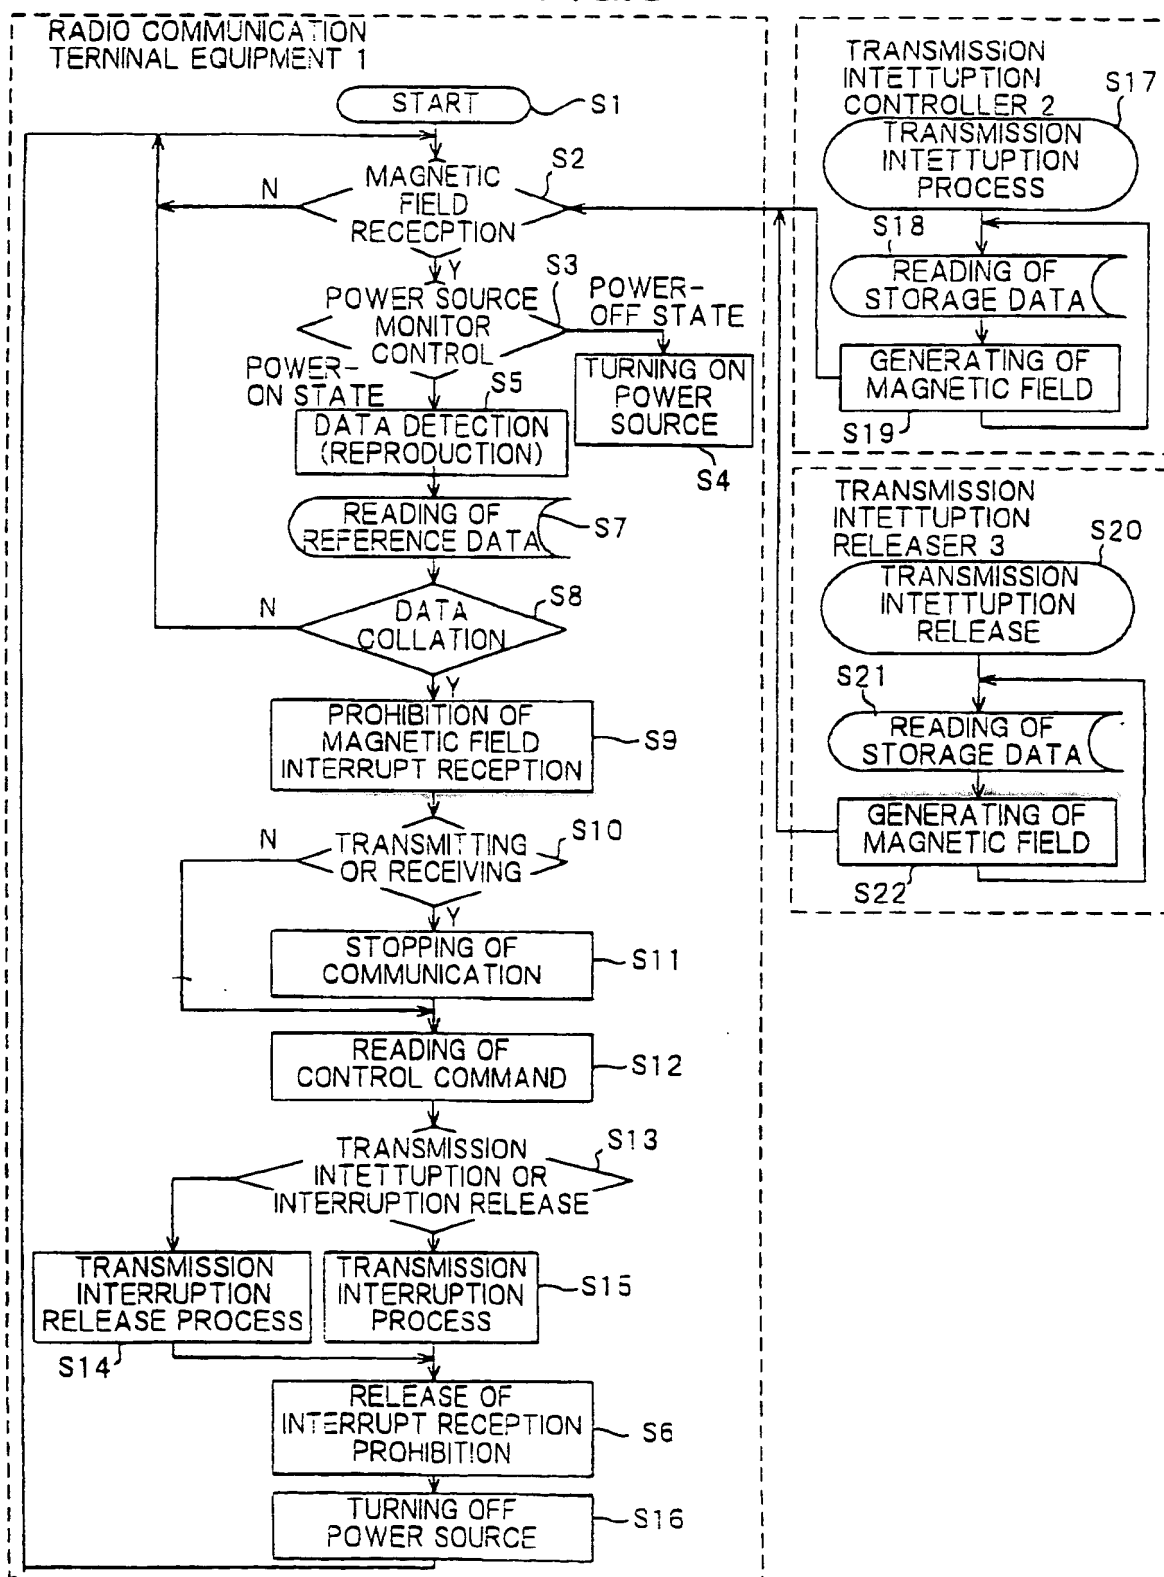 RADIO COMMUNICATION
TERNINAL EQUIPMENT 1
START
S1
MAGNETIC
FIELD
RECECPTION
S2
N
Y
POWER SOURCE
MONITOR
CONTROL
S3
POWER-
OFF STATE
TURNING ON
POWER
SOURCE
S4
POWER-
ON STATE
S5
DATA DETECTION
(REPRODUCTION)
READING OF
REFERENCE DATA
S7
DATA
COLLATION
S8
N
Y
PROHIBITION OF
MAGNETIC FIELD
INTERRUPT RECEPTION
S9
TRANSMITTING
OR RECEIVING
S10
N
Y
STOPPING OF
COMMUNICATION
S11
READING OF
CONTROL COMMAND
S12
TRANSMISSION
INTETTUPTION OR
INTERRUPTION RELEASE
S13
TRANSMISSION
INTERRUPTION
RELEASE PROCESS
S14
TRANSMISSION
INTERRUPTION
PROCESS
S15
RELEASE OF
INTERRUPT RECEPTION
PROHIBITION
S6
TURNING OFF
POWER SOURCE
S16
TRANSMISSION
INTETTUPTION
CONTROLLER 2
S17
TRANSMISSION
INTETTUPTION
PROCESS
S18
READING OF
STORAGE DATA
GENERATING OF
MAGNETIC FIELD
S19
TRANSMISSION
INTETTUPTION
RELEASER 3
S20
TRANSMISSION
INTETTUPTION
RELEASE
S21
READING OF
STORAGE DATA
GENERATING OF
MAGNETIC FIELD
S22